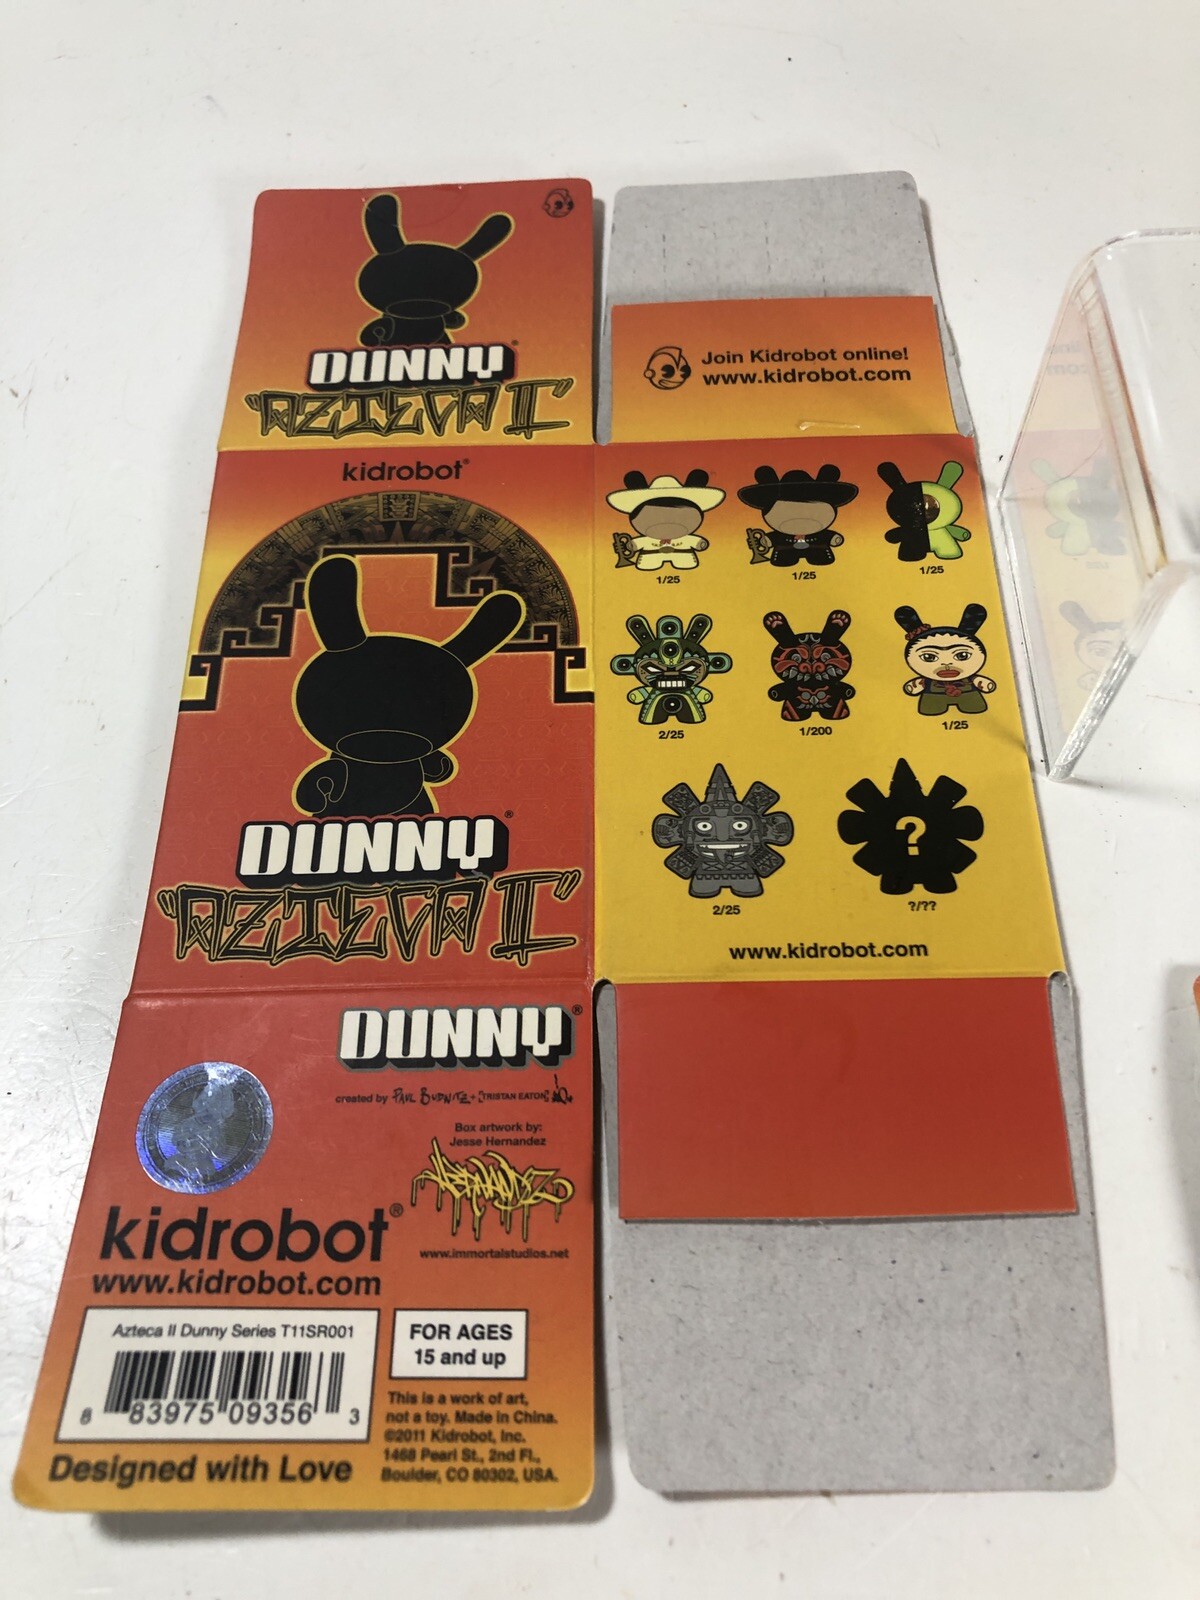 DUNNY®
"AZTECA II"
kidrobot®
DUNNY®
"AZTECA II"
DUNNY®
created by PAUL BUDNITZ + [TRISTAN EATON]
Box artwork by:
Jesse Hernandez
HERNANDEZ
www.immortalstudios.net
kidrobot®
www.kidrobot.com
Azteca II Dunny Series T11SR001
8 83975 09356 3
FOR AGES
15 and up
This is a work of art,
not a toy. Made in China.
©2011 Kidrobot, Inc.
1468 Pearl St., 2nd Fl.,
Boulder, CO 80302, USA.
Designed with Love
Join Kidrobot online!
www.kidrobot.com
1/25 1/25 1/25
2/25 1/200 1/25
?
2/25 ?/??
www.kidrobot.com